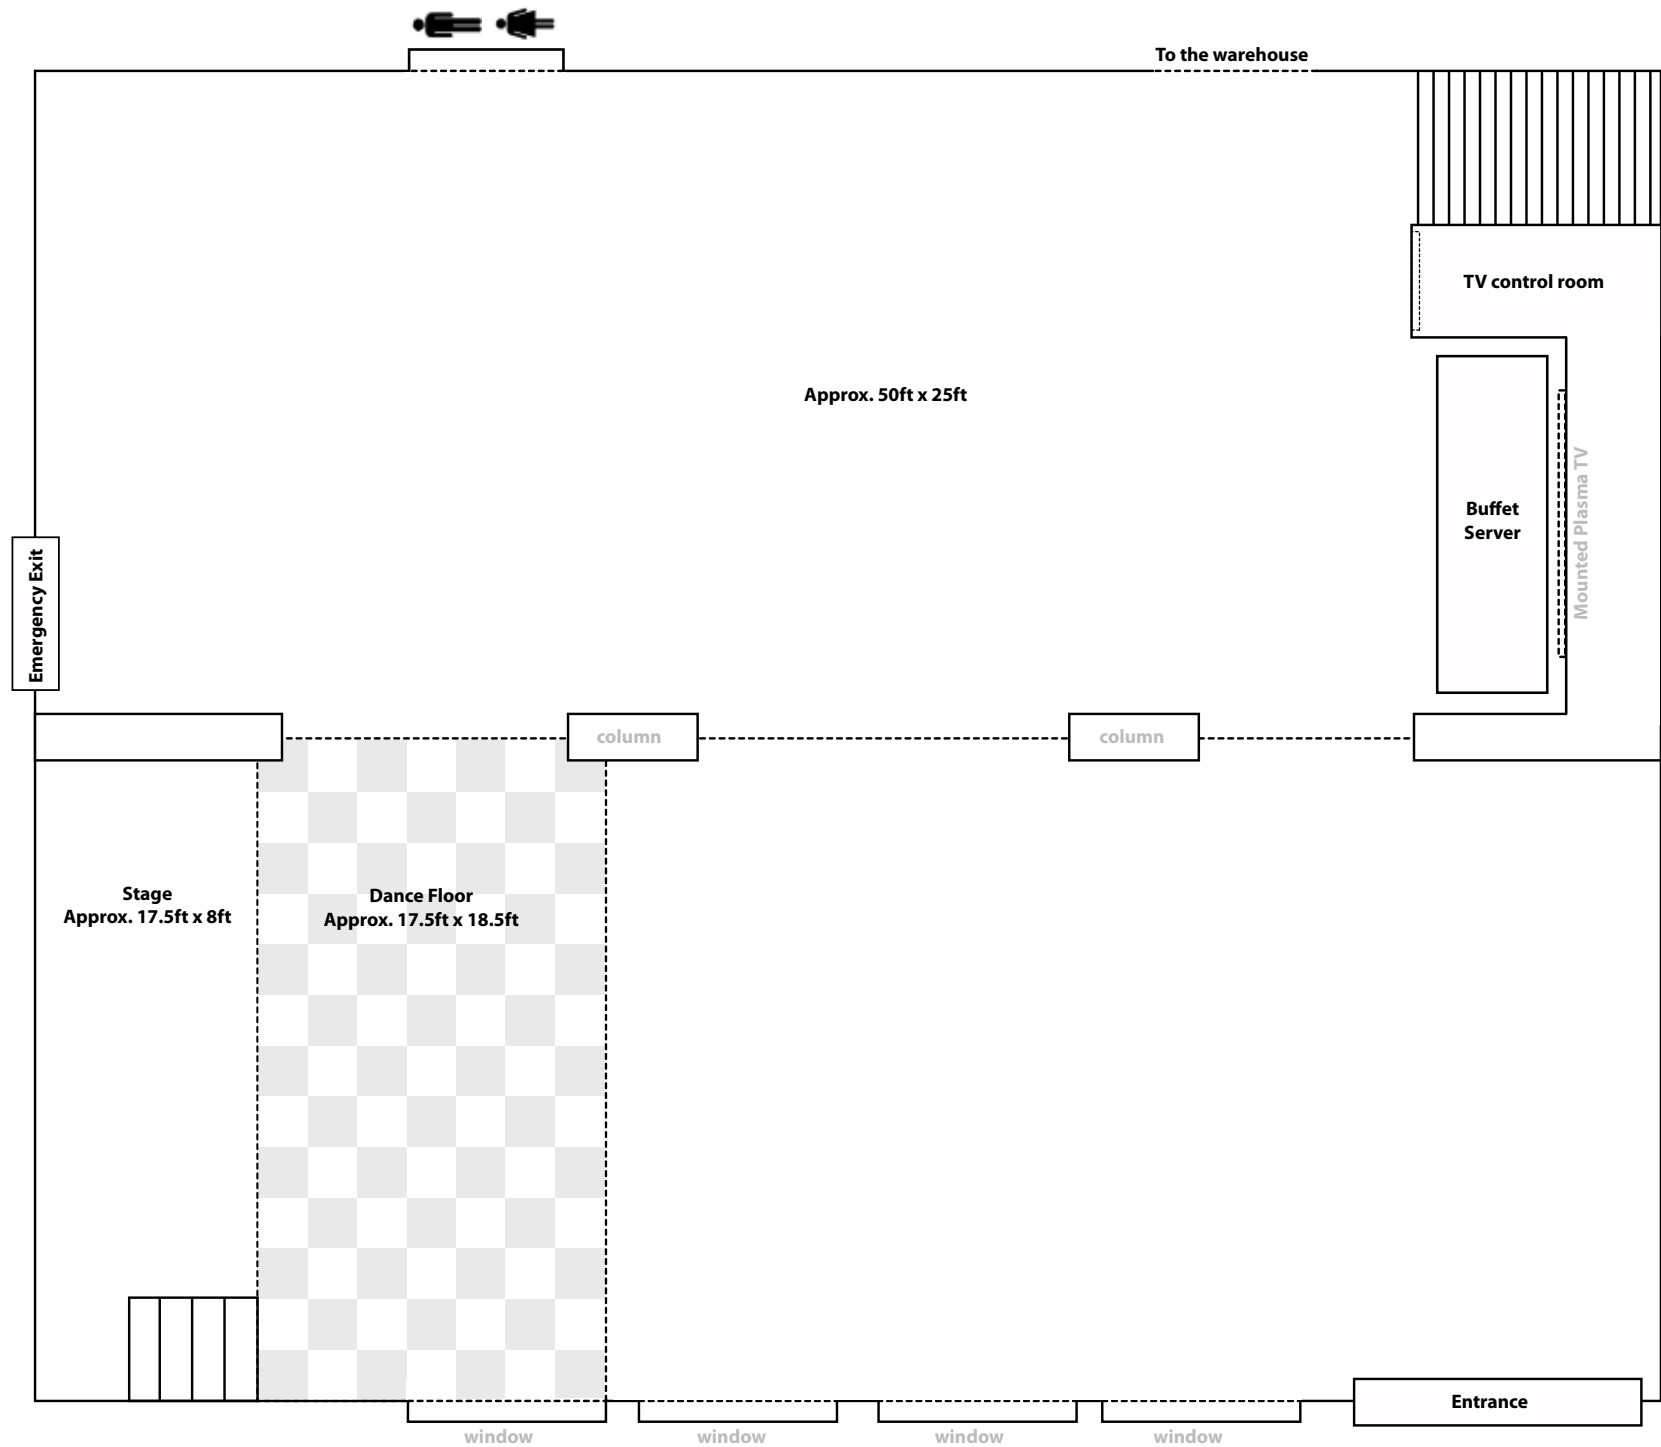 To the warehouse
TV control room
Approx. 50ft x 25ft
Buffet
Server
Mounted Plasma TV
Emergency Exit
column
column
Stage
Approx. 17.5ft x 8ft
Dance Floor
Approx. 17.5ft x 18.5ft
Entrance
window
window
window
window